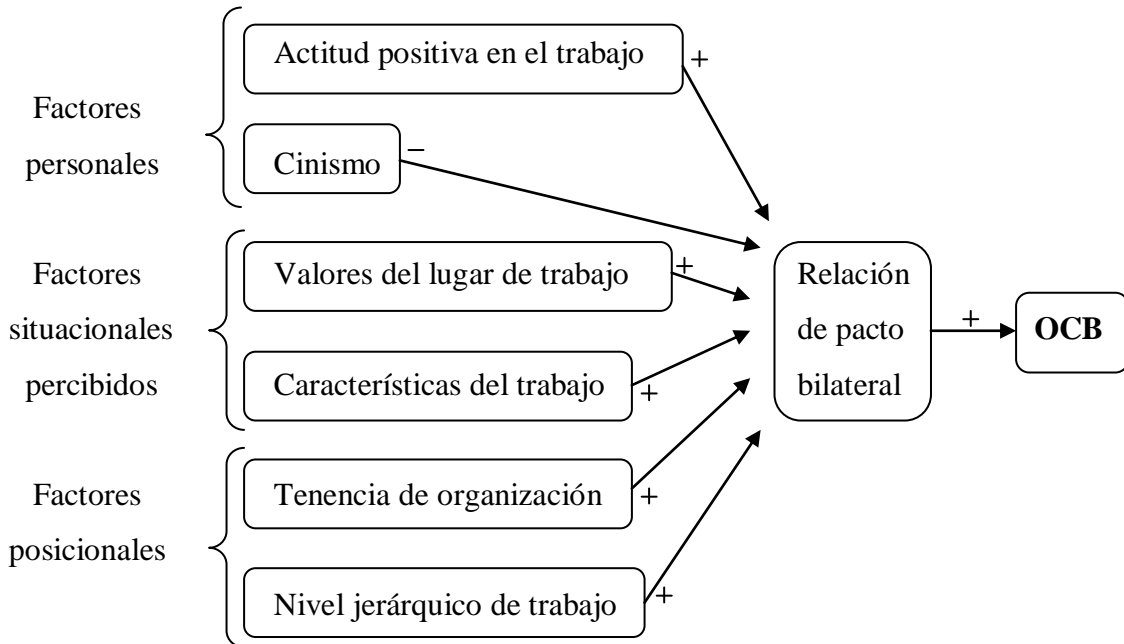 Factores
personales
Actitud positiva en el trabajo
+
Cinismo
−
Factores
situacionales
percibidos
Valores del lugar de trabajo
+
Características del trabajo
+
Factores
posicionales
Tenencia de organización
+
Nivel jerárquico de trabajo
+
Relación
de pacto
bilateral
+
OCB